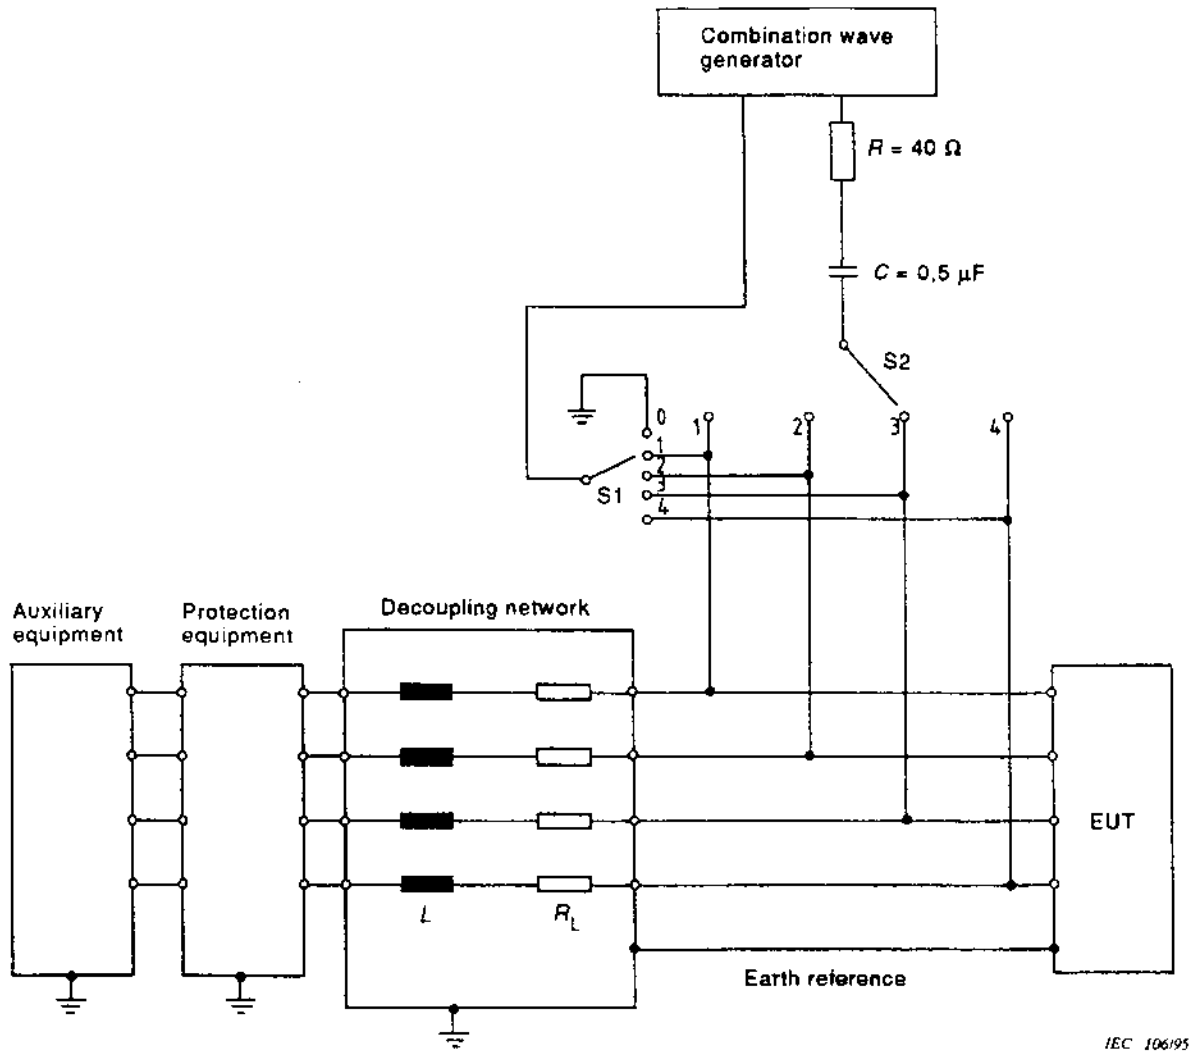 Combination wave
generator
R = 40 Ω
C = 0,5 µF
S2
0
1
2
3
4
1
2
3
4
S1
Auxiliary
equipment
Protection
equipment
Decoupling network
L
R_L
EUT
Earth reference
IEC 106/95